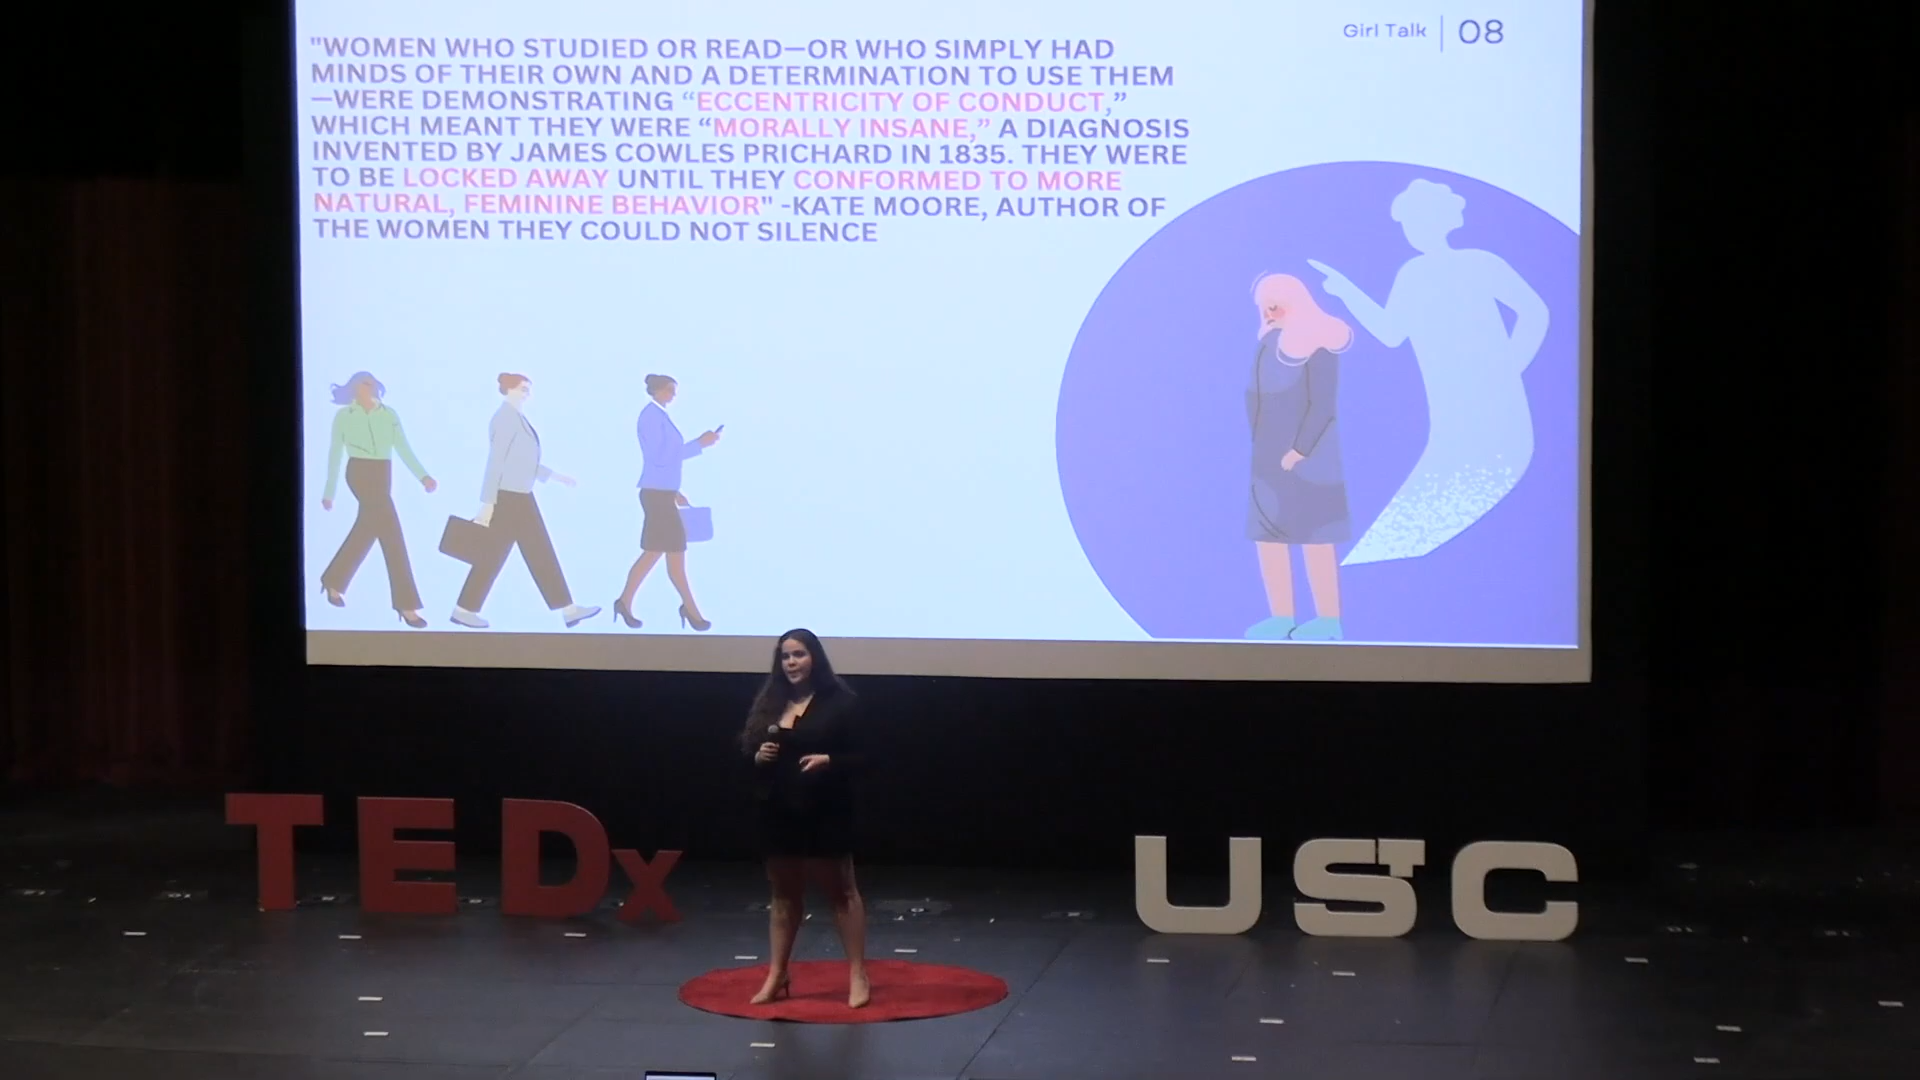 Girl Talk | 08
"WOMEN WHO STUDIED OR READ—OR WHO SIMPLY HAD
MINDS OF THEIR OWN AND A DETERMINATION TO USE THEM
—WERE DEMONSTRATING “ECCENTRICITY OF CONDUCT,”
WHICH MEANT THEY WERE “MORALLY INSANE,” A DIAGNOSIS
INVENTED BY JAMES COWLES PRICHARD IN 1835. THEY WERE
TO BE LOCKED AWAY UNTIL THEY CONFORMED TO MORE
NATURAL, FEMININE BEHAVIOR" -KATE MOORE, AUTHOR OF
THE WOMEN THEY COULD NOT SILENCE
TEDx
USC